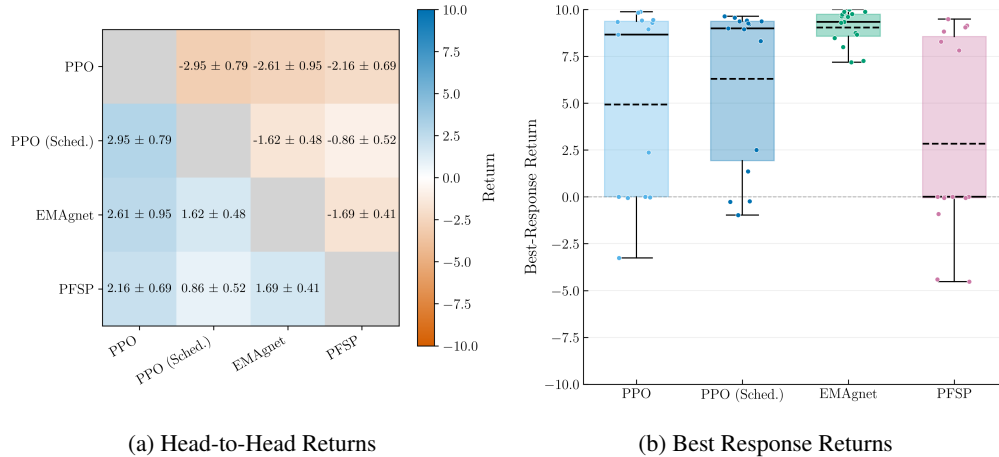 PPO
-2.95 ± 0.79
-2.61 ± 0.95
-2.16 ± 0.69
PPO (Sched.)
2.95 ± 0.79
-1.62 ± 0.48
-0.86 ± 0.52
EMAgnet
2.61 ± 0.95
1.62 ± 0.48
-1.69 ± 0.41
PFSP
2.16 ± 0.69
0.86 ± 0.52
1.69 ± 0.41
PPO
PPO (Sched.)
EMAgnet
PFSP
10.0
7.5
5.0
2.5
0.0
−2.5
−5.0
−7.5
−10.0
Return
(a) Head-to-Head Returns
Best-Response Return
10.0
7.5
5.0
2.5
0.0
−2.5
−5.0
−7.5
−10.0
PPO
PPO (Sched.)
EMAgnet
PFSP
(b) Best Response Returns